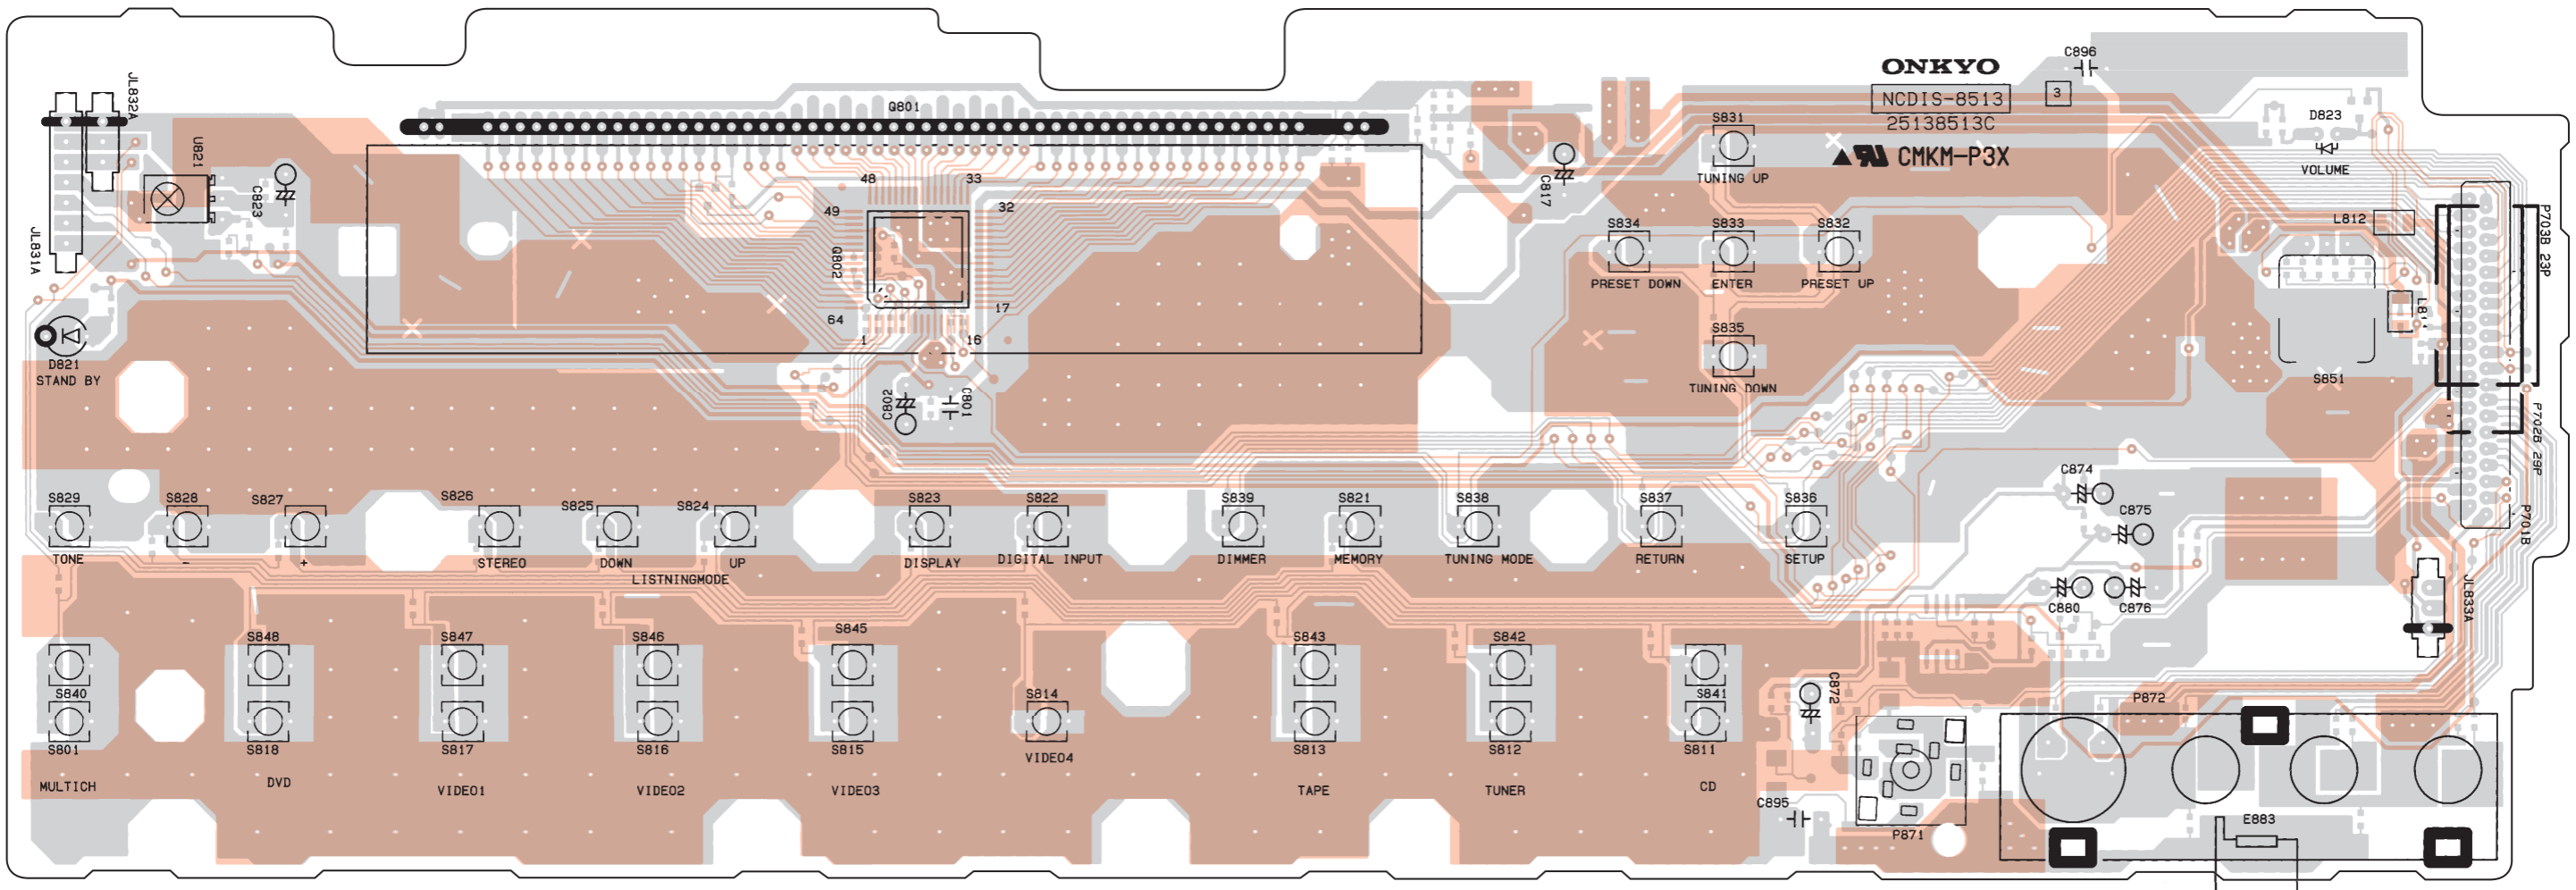 ONKYO
NCDIS-8513
3
25138513C
CMKM-P3X
C896
D823
VOLUME
JL832A
U821
C823
JL831A
Q801
48
33
49
32
Q802
64
17
1
16
C817
S831
TUNING UP
S834
S833
S832
PRESET DOWN
ENTER
PRESET UP
S835
TUNING DOWN
L812
P703B 23P
S851
P702B 29P
P701B
D821
STAND BY
C802
C801
C874
C875
C880
C876
JL833A
S829
S828
S827
S826
S825
S824
S823
S822
S839
S821
S838
S837
S836
TONE
-
+
STEREO
DOWN
UP
DISPLAY
DIGITAL INPUT
DIMMER
MEMORY
TUNING MODE
RETURN
SETUP
LISTNINGMODE
S848
S847
S846
S845
S843
S842
S840
S814
S841
C872
P872
S801
S818
S817
S816
S815
S813
S812
S811
MULTICH
DVD
VIDEO1
VIDEO2
VIDEO3
VIDEO4
TAPE
TUNER
CD
C895
P871
E883